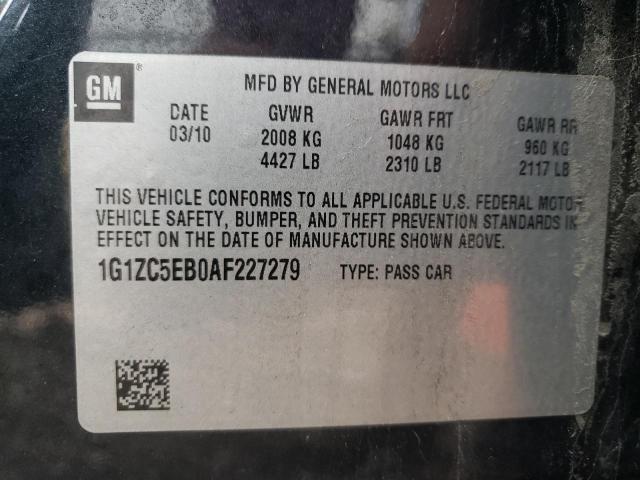 GM ®
MFD BY GENERAL MOTORS LLC
DATE GVWR GAWR FRT GAWR RR
03/10 2008 KG 1048 KG 960 KG
4427 LB 2310 LB 2117 LB
THIS VEHICLE CONFORMS TO ALL APPLICABLE U.S. FEDERAL MOTOR
VEHICLE SAFETY, BUMPER, AND THEFT PREVENTION STANDARDS IN
EFFECT ON THE DATE OF MANUFACTURE SHOWN ABOVE.
1G1ZC5EB0AF227279 TYPE: PASS CAR